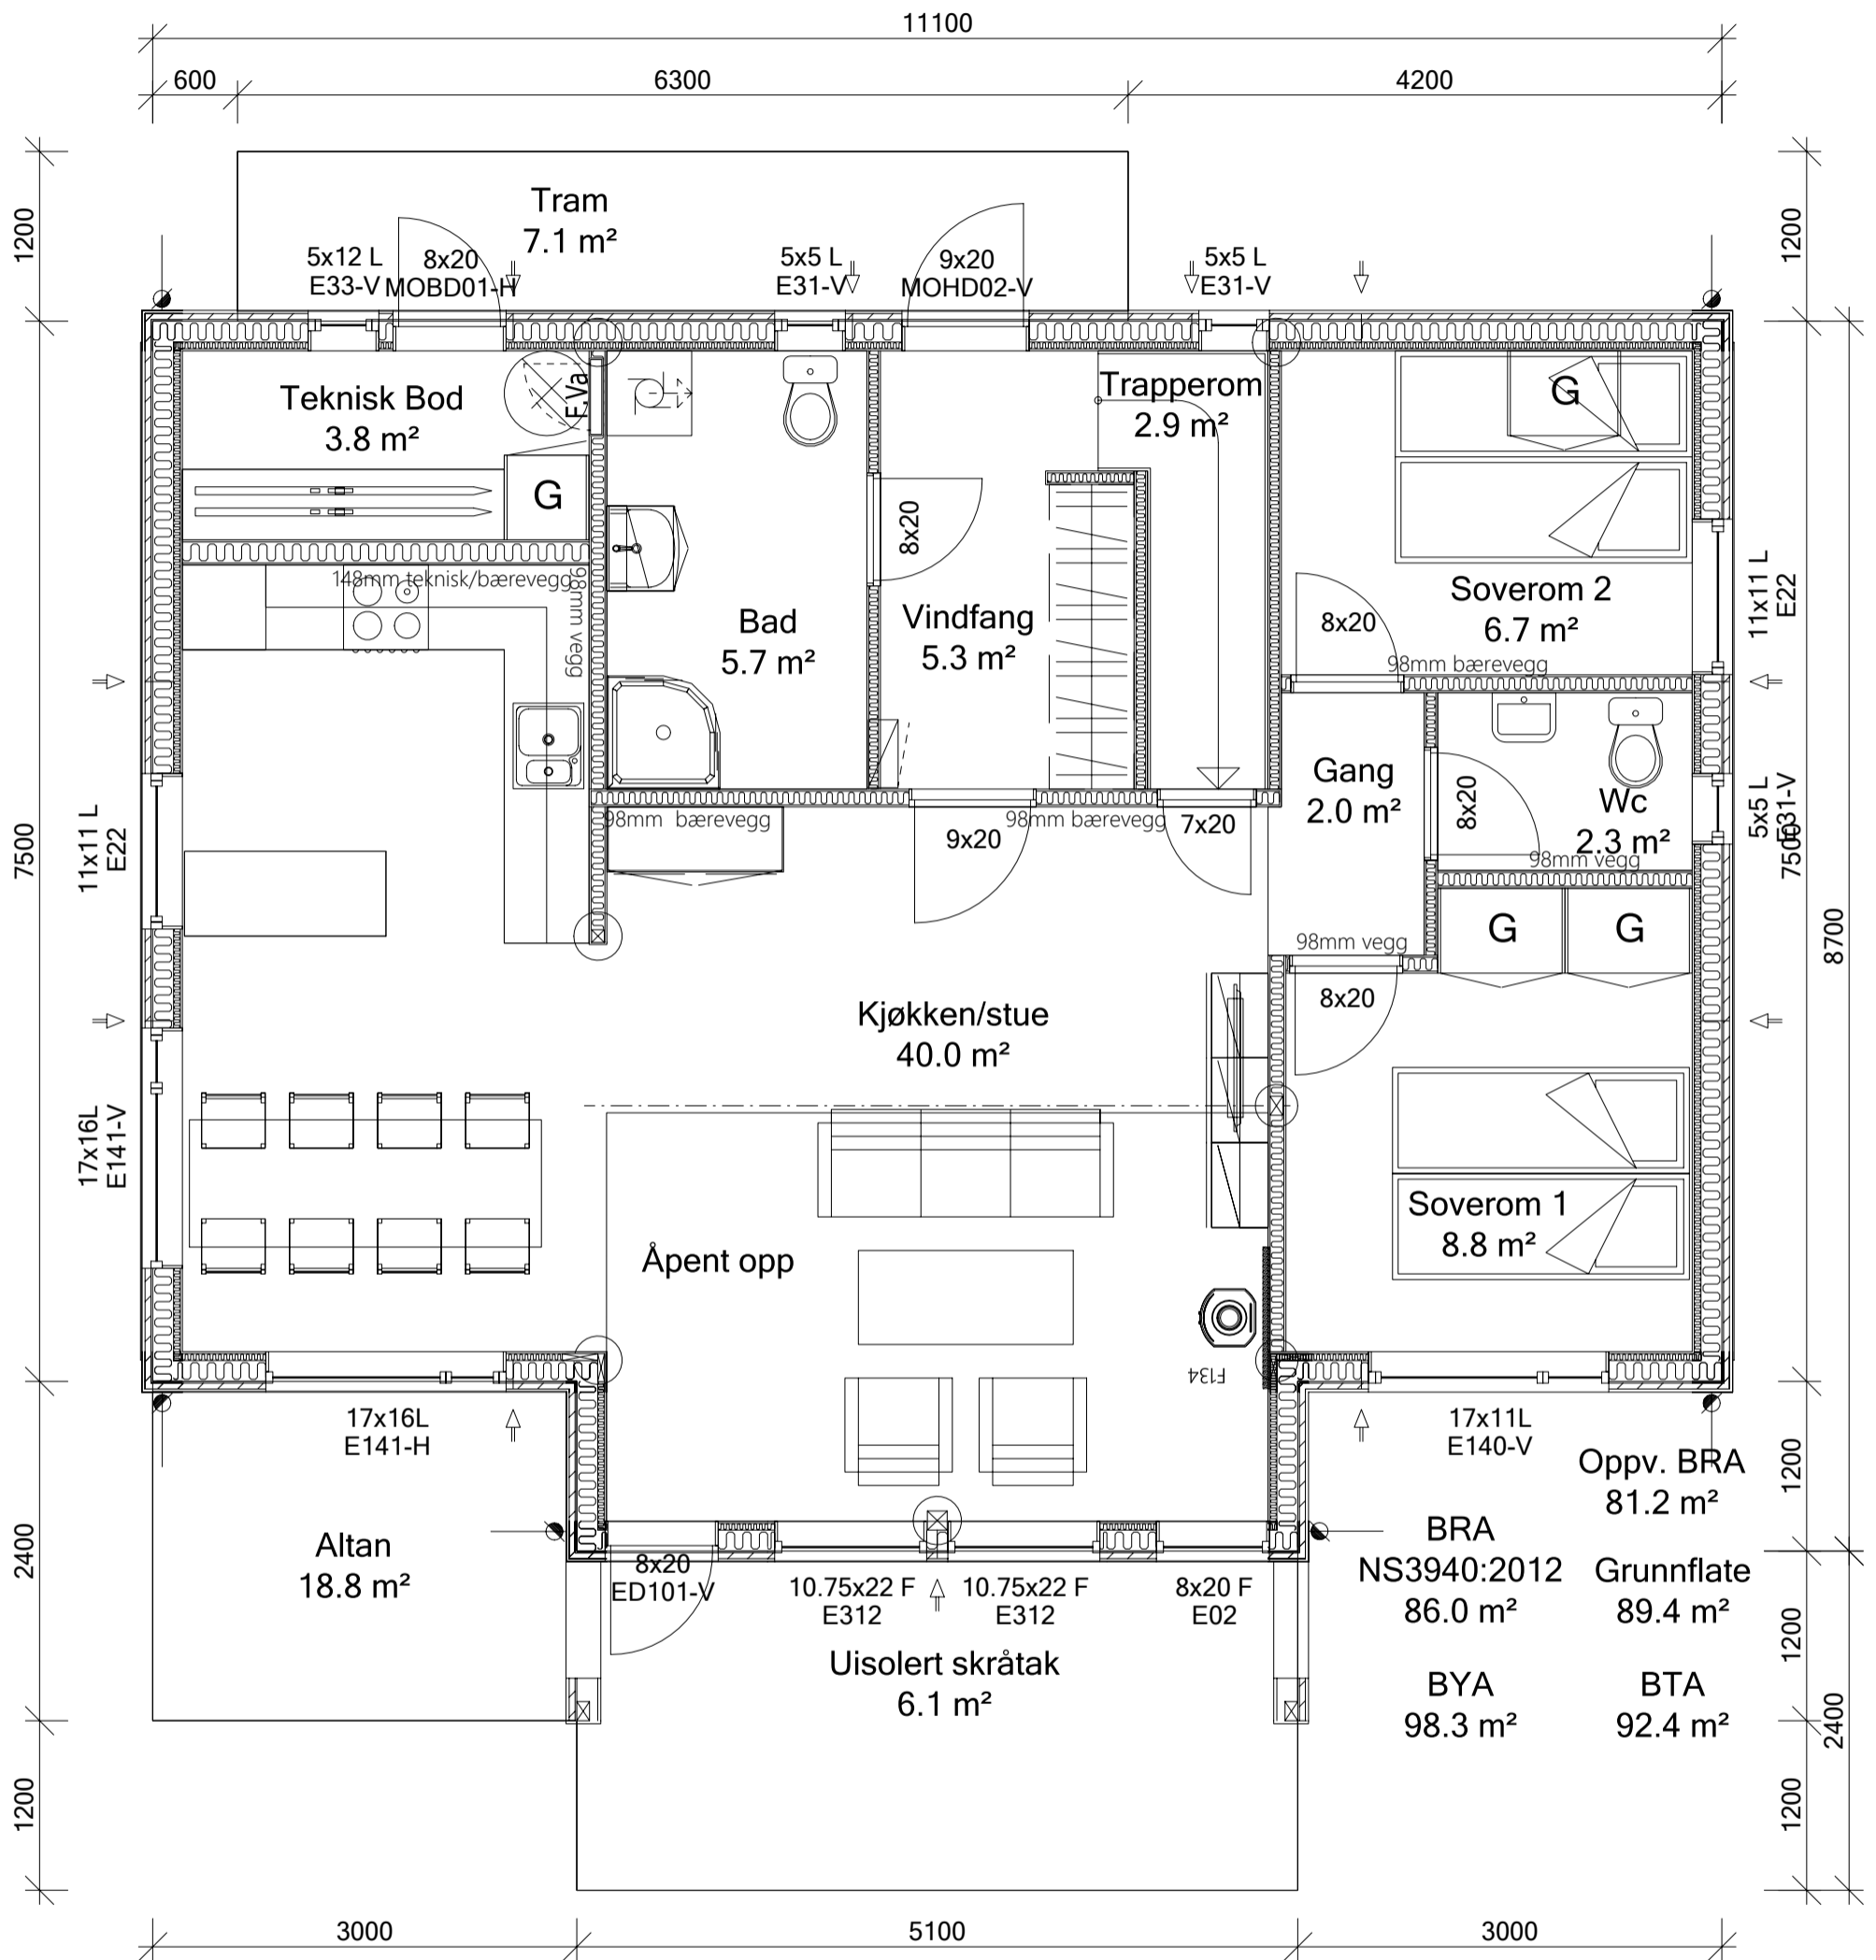 11100
600
6300
4200
1200
1200
Tram
7.1 m²
5x12 L
E33-V
8x20
MOBD01-H
5x5 L
E31-V
9x20
MOHD02-V
5x5 L
E31-V
Teknisk Bod
3.8 m²
F.Va
Trapperom
2.9 m²
G
G
8x20
148mm teknisk/bærevegg
98mm vegg
Bad
5.7 m²
Vindfang
5.3 m²
Soverom 2
6.7 m²
8x20
98mm bærevegg
11x11 L
E22
Gang
2.0 m²
8x20
Wc
2.3 m²
98mm vegg
5x5 L
E31-V
7500
7500
11x11 L
E22
98mm bærevegg
9x20
98mm bærevegg
7x20
G
G
98mm vegg
8x20
8700
Kjøkken/stue
40.0 m²
17x16L
E141-V
Soverom 1
8.8 m²
Åpent opp
F134
17x16L
E141-H
17x11L
E140-V
Oppv. BRA
81.2 m²
1200
BRA
NS3940:2012
86.0 m²
Grunnflate
89.4 m²
2400
Altan
18.8 m²
8x20
ED101-V
10.75x22 F
E312
10.75x22 F
E312
8x20 F
E02
1200
Uisolert skråtak
6.1 m²
BYA
98.3 m²
BTA
92.4 m²
2400
1200
1200
3000
5100
3000